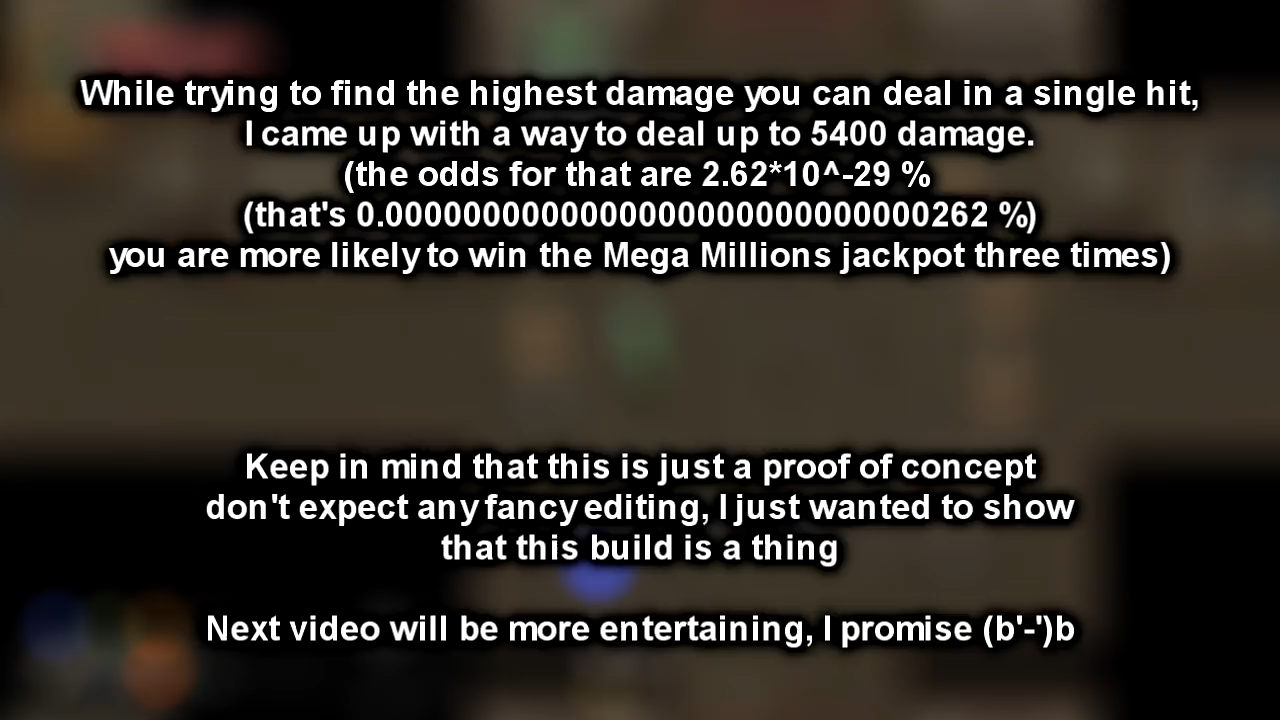 While trying to find the highest damage you can deal in a single hit,
I came up with a way to deal up to 5400 damage.
(the odds for that are 2.62*10^-29 %
(that's 0.0000000000000000000000000000262 %)
you are more likely to win the Mega Millions jackpot three times)
Keep in mind that this is just a proof of concept
don't expect any fancy editing, I just wanted to show
that this build is a thing
Next video will be more entertaining, I promise (b'-')b